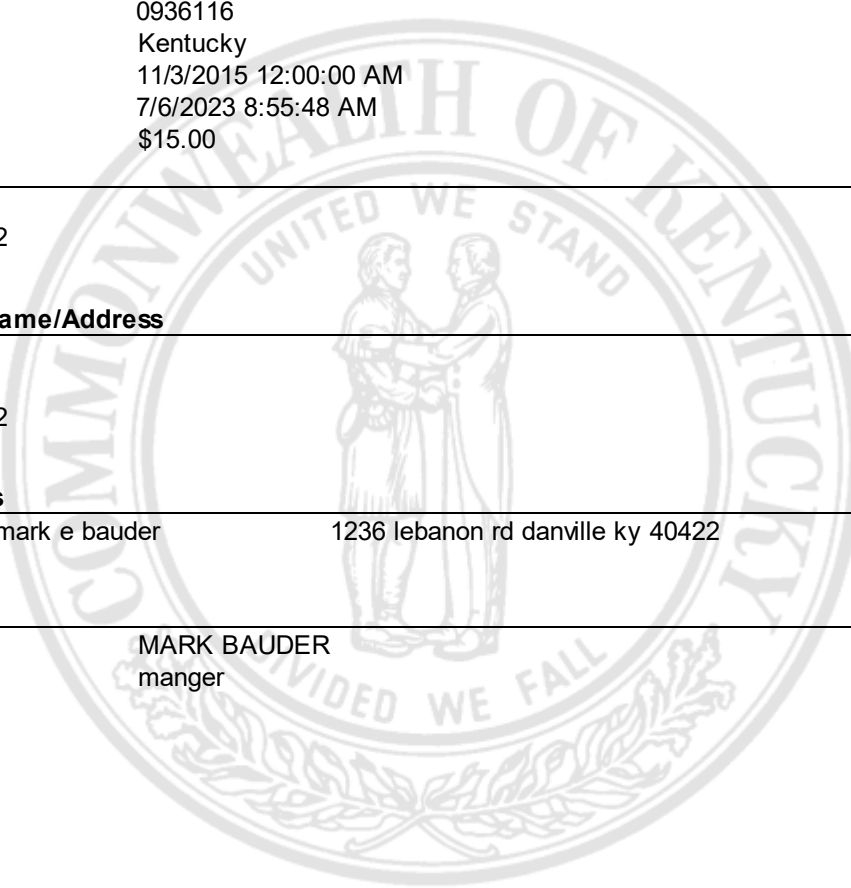 0936116
Kentucky
11/3/2015 12:00:00 AM
7/6/2023 8:55:48 AM
$15.00
COMMONWEALTH OF KENTUCKY
UNITED WE STAND
2
ame/Address
2
s
mark e bauder 1236 lebanon rd danville ky 40422
MARK BAUDER
manger
DIVIDED WE FALL